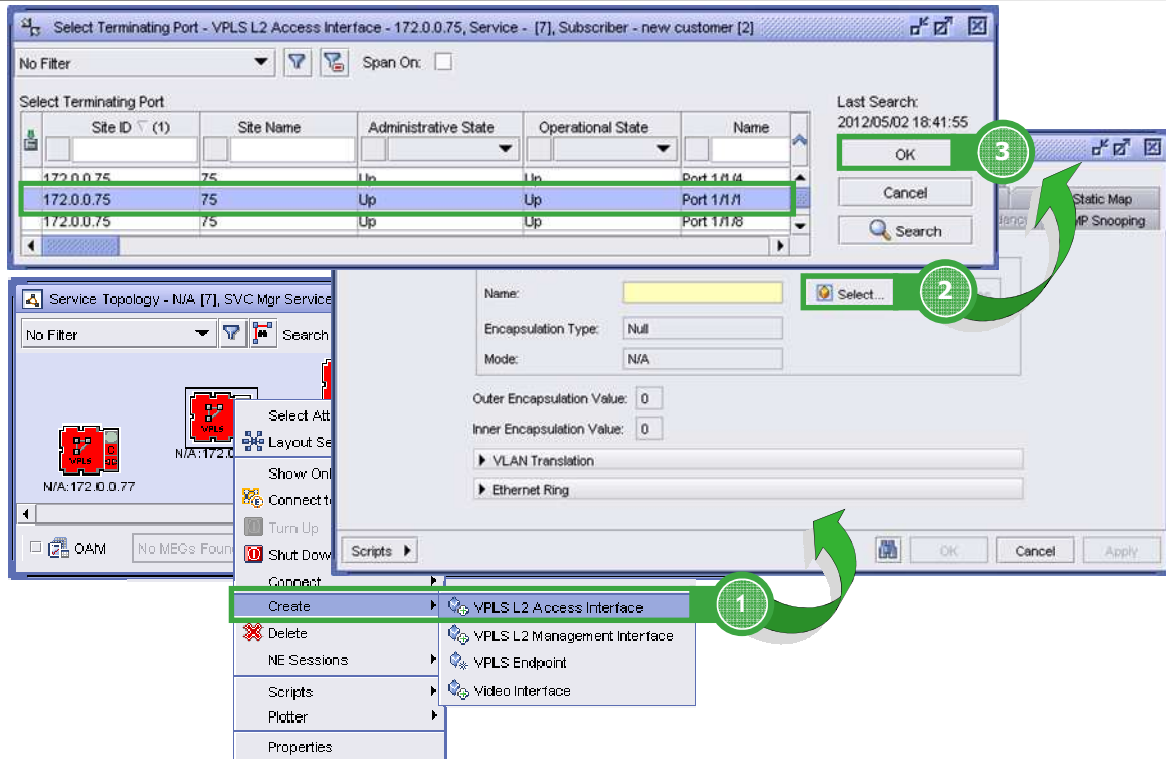 Select Terminating Port - VPLS L2 Access Interface - 172.0.0.75, Service - [7], Subscriber - new customer [2]
No Filter
Span On:
Select Terminating Port
Site ID (1) Site Name Administrative State Operational State Name
172.0.0.75 75 Up Up Port 1/1/4
172.0.0.75 75 Up Up Port 1/1/1
172.0.0.75 75 Up Up Port 1/1/8
Last Search:
2012/05/02 18:41:55
OK
3
Cancel
Search
Static Map
MP Snooping
Name:
Select...
2
Encapsulation Type: Null
Mode: N/A
Outer Encapsulation Value: 0
Inner Encapsulation Value: 0
VLAN Translation
Ethernet Ring
Scripts
OK
Cancel
Apply
Service Topology - N/A [7], SVC Mgr Service
No Filter
Search
VPLS
VPLS
N/A:172.0.0.77
N/A:172.0
OAM
No MEGs Foun
Select Att
Layout Se
Show Onl
Connect to
Turn Up
Shut Dow
Connect
Create
Delete
NE Sessions
Scripts
Plotter
Properties
VPLS L2 Access Interface
1
VPLS L2 Management Interface
VPLS Endpoint
Video Interface